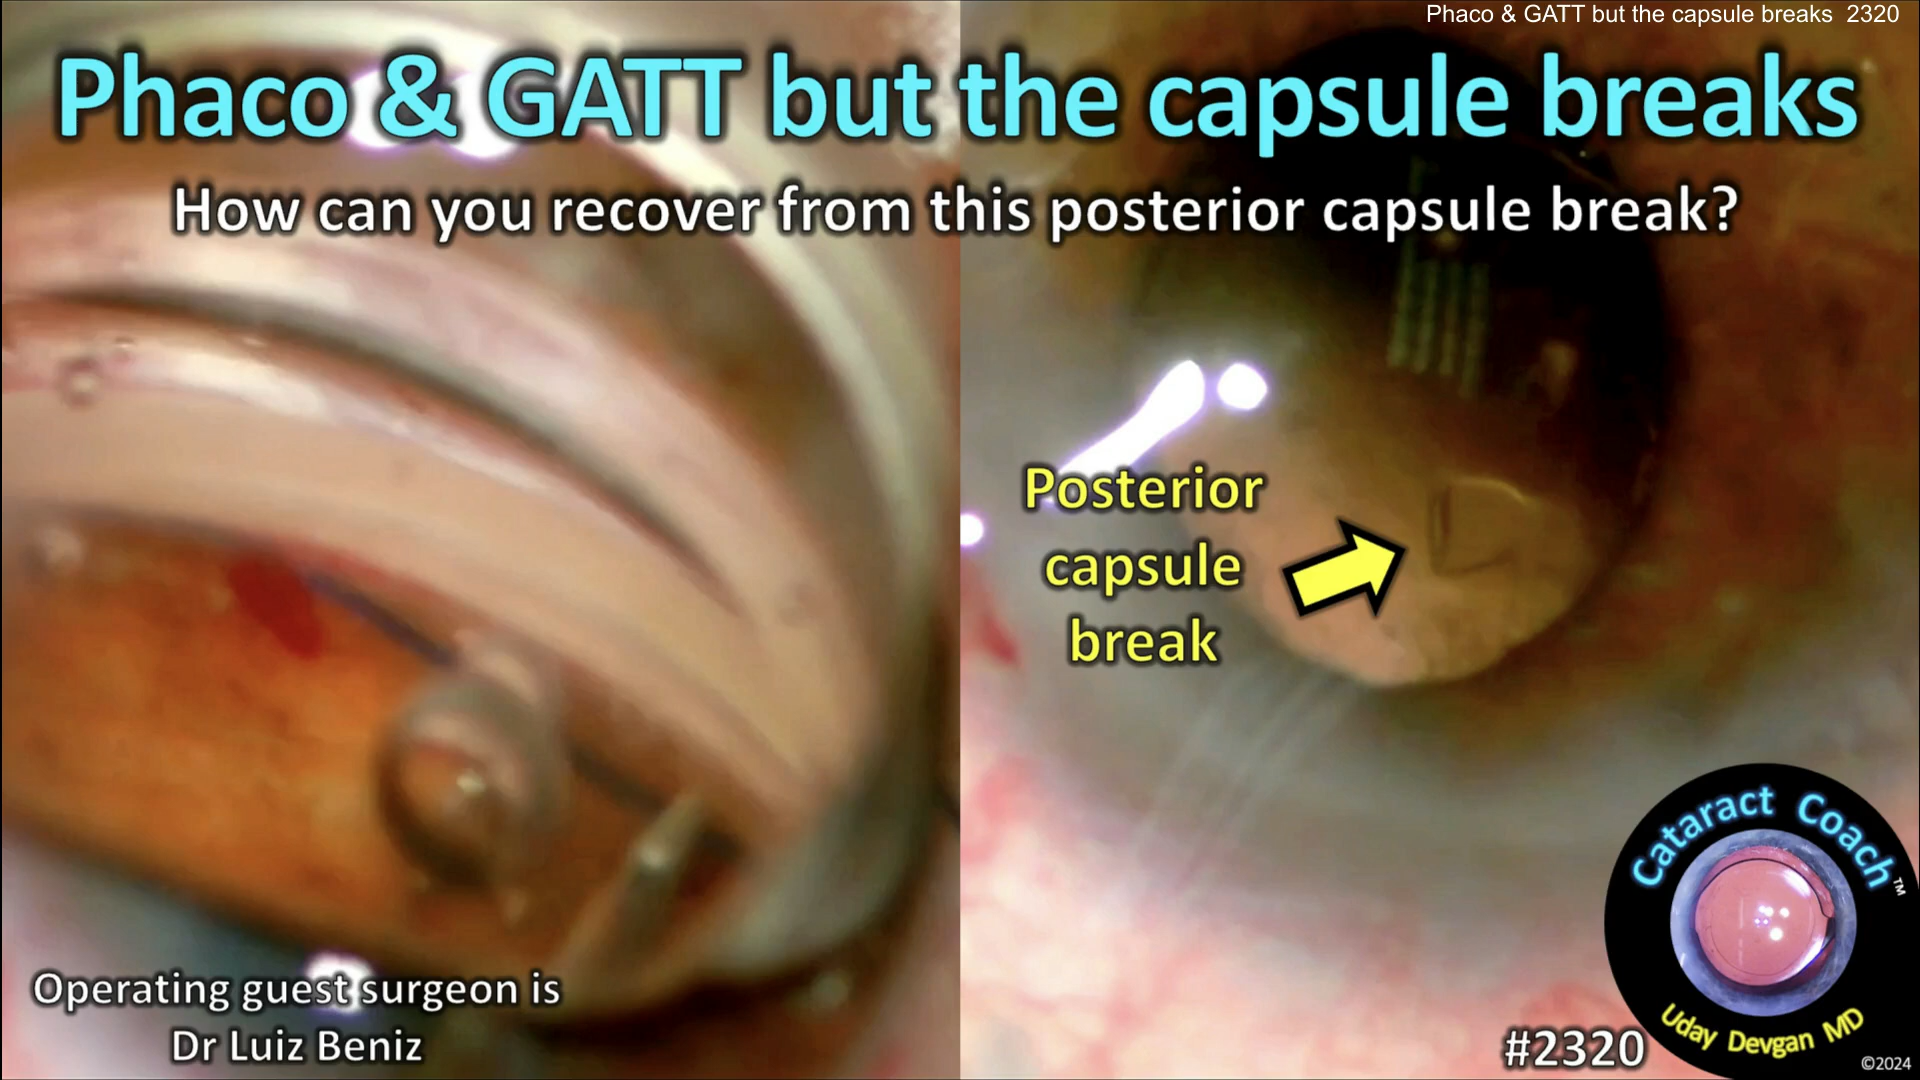 Phaco & GATT but the capsule breaks 2320
Phaco & GATT but the capsule breaks
How can you recover from this posterior capsule break?
Posterior
capsule
break
Operating guest surgeon is
Dr Luiz Beniz
#2320
Cataract Coach™
Uday Devgan MD
©2024